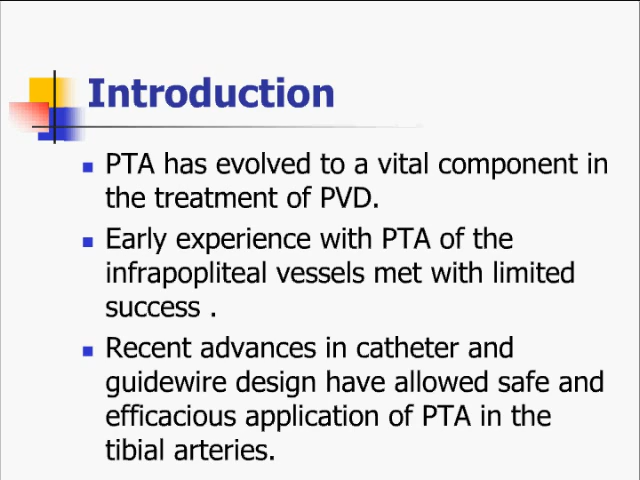 Introduction
PTA has evolved to a vital component in
the treatment of PVD.
Early experience with PTA of the
infrapopliteal vessels met with limited
success .
Recent advances in catheter and
guidewire design have allowed safe and
efficacious application of PTA in the
tibial arteries.